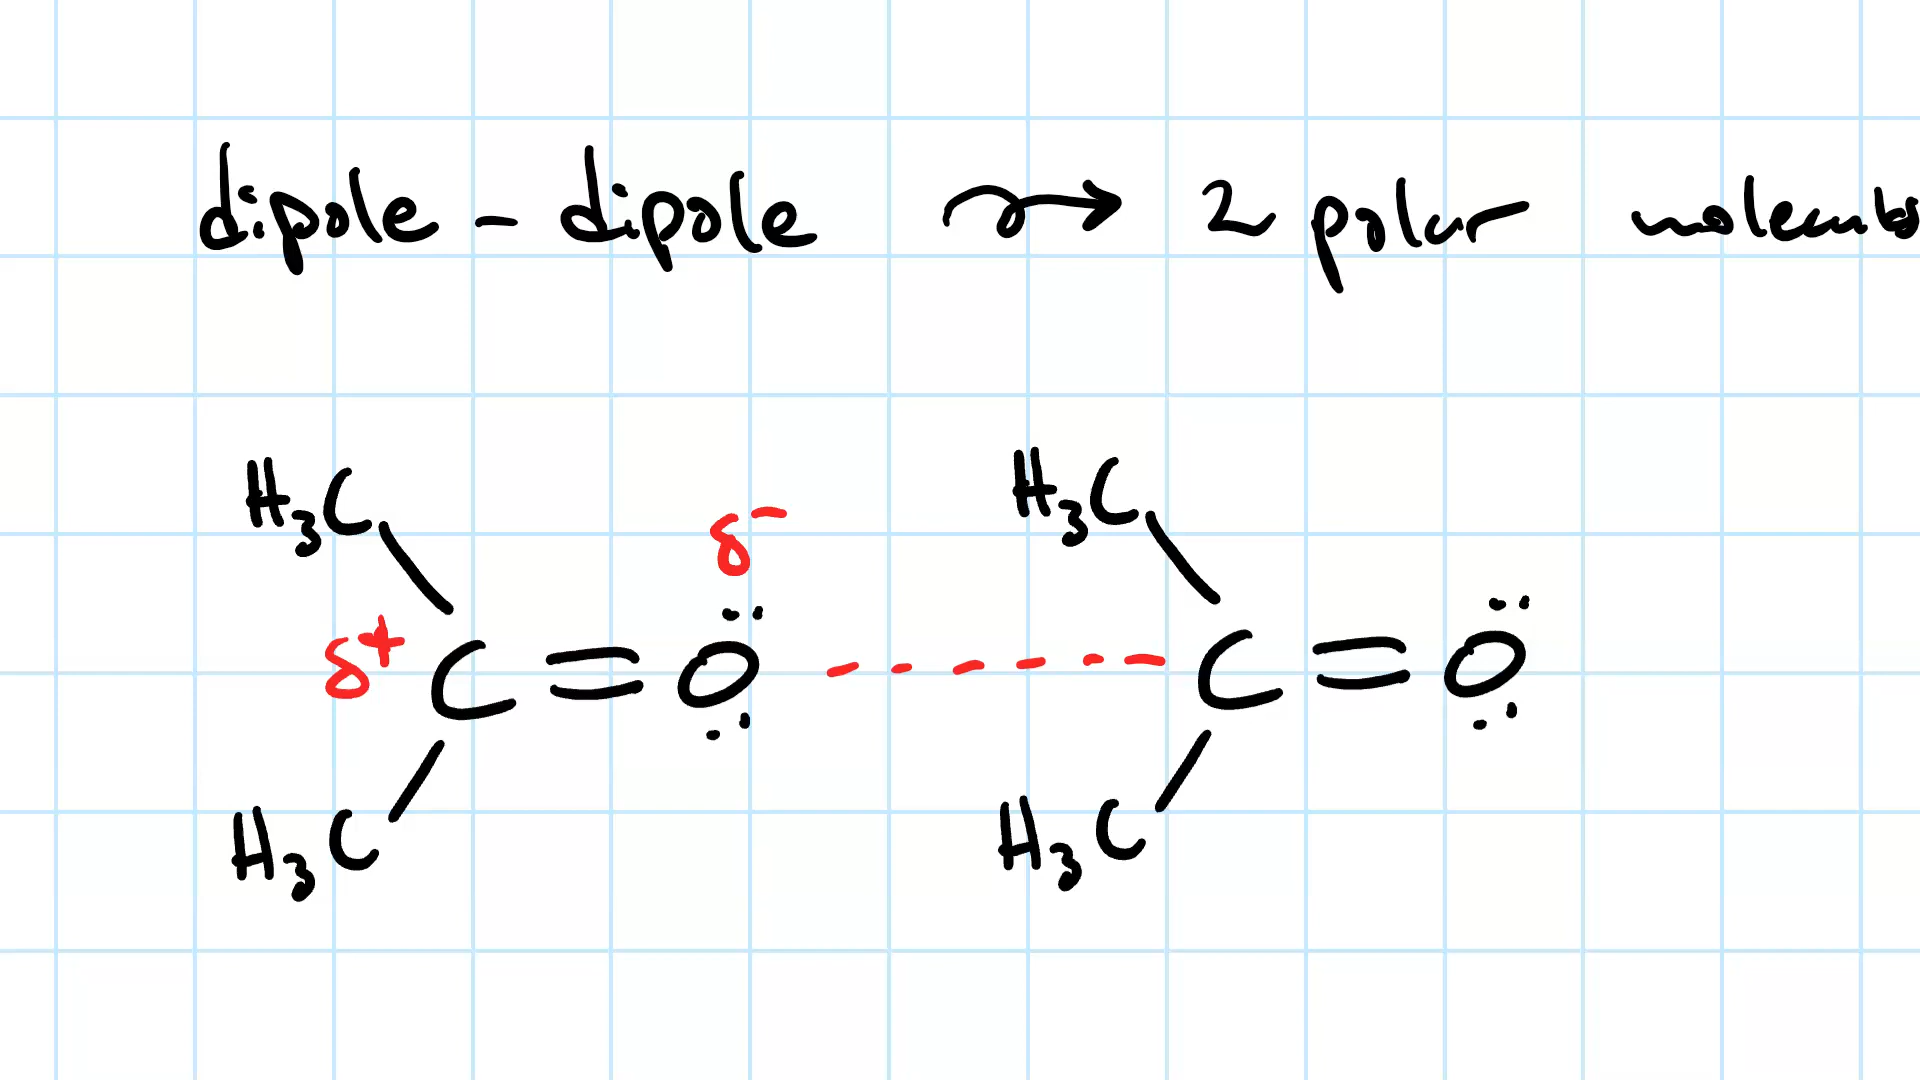 dipole - dipole → 2 polar molecules
H₃C H₃C
δ⁻
δ⁺ C = O - - - - - - C = O
H₃C H₃C